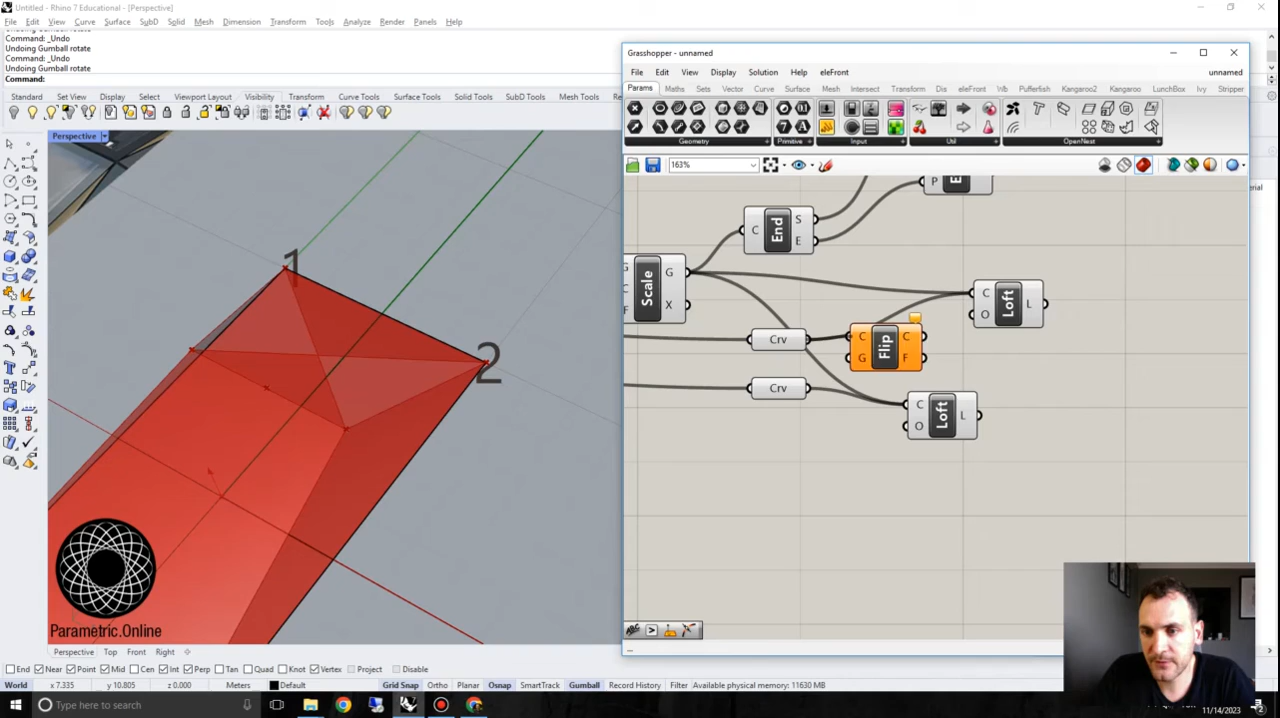 Untitled - Rhino 7 Educational - [Perspective]
File Edit View Curve Surface SubD Solid Mesh Dimension Transform Tools Analyze Render Panels Help
Command: _Undo
Undoing Gumball rotate
Command: _Undo
Undoing Gumball rotate
Command:
Standard Set View Display Select Viewport Layout Visibility Transform Curve Tools Surface Tools Solid Tools SubD Tools Mesh Tools
Perspective
1
2
Grasshopper - unnamed
File Edit View Display Solution Help eleFront unnamed
Params Maths Sets Vector Curve Surface Mesh Intersect Transform Dis eleFront Wb Pufferfish Kangaroo2 LunchBox Kangaroo Ivy Stripper
Geometry Primitive Input Util OpenNest
163%
P
End C S E
Scale G C F G X
Loft C O L
Crv
Flip C G C F
Crv
Loft C O L
Parametric.Online
Perspective Top Front Right
End Near Point Mid Cen Int Perp Tan Quad Knot Vertex Project Disable
World x 7.335 y 10.805 z 0.000 Meters Default Grid Snap Ortho Planar Osnap SmartTrack Gumball Record History Filter Available physical memory: 11630 MB
Type here to search
11/14/2023